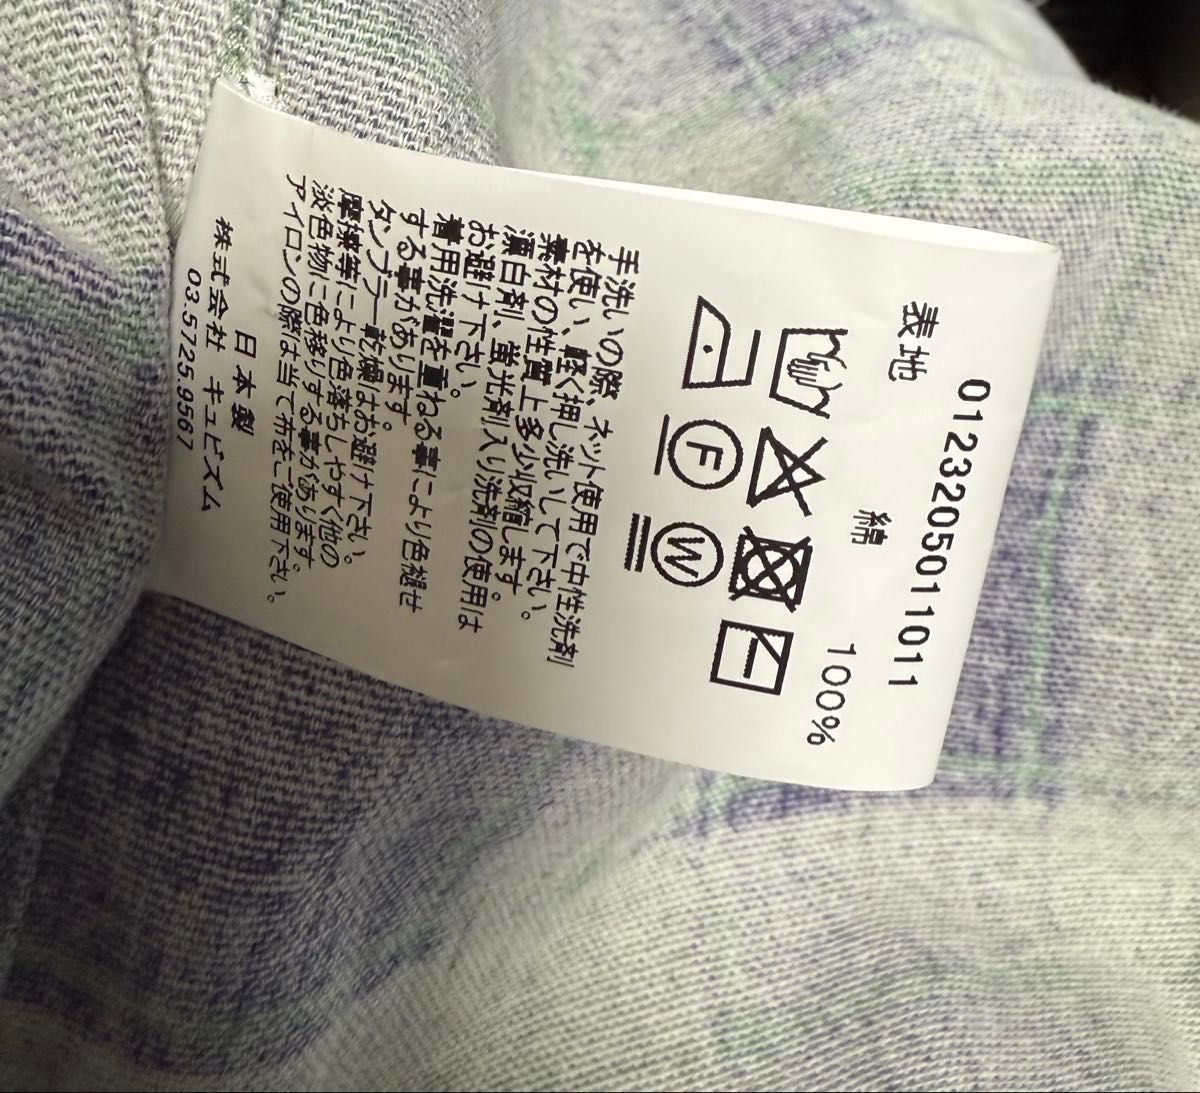 012320501​1011
表地 綿 100%
F W
手洗いの際、ネット使用で中性洗剤
を使い、軽く押し洗いして下さい。
素材の性質上多少収縮します。
漂白剤、蛍光剤入り洗剤の使用は
お避け下さい。
着用洗濯を重ねる事により色褪せ
する事があります。
タンブラー乾燥はお避け下さい。
摩擦等により色落ちしやすく他の
淡色物に色移りする事があります。
アイロンの際は当て布をご使用下さい。
日本製
株式会社 キュビズム
03.5725.9567